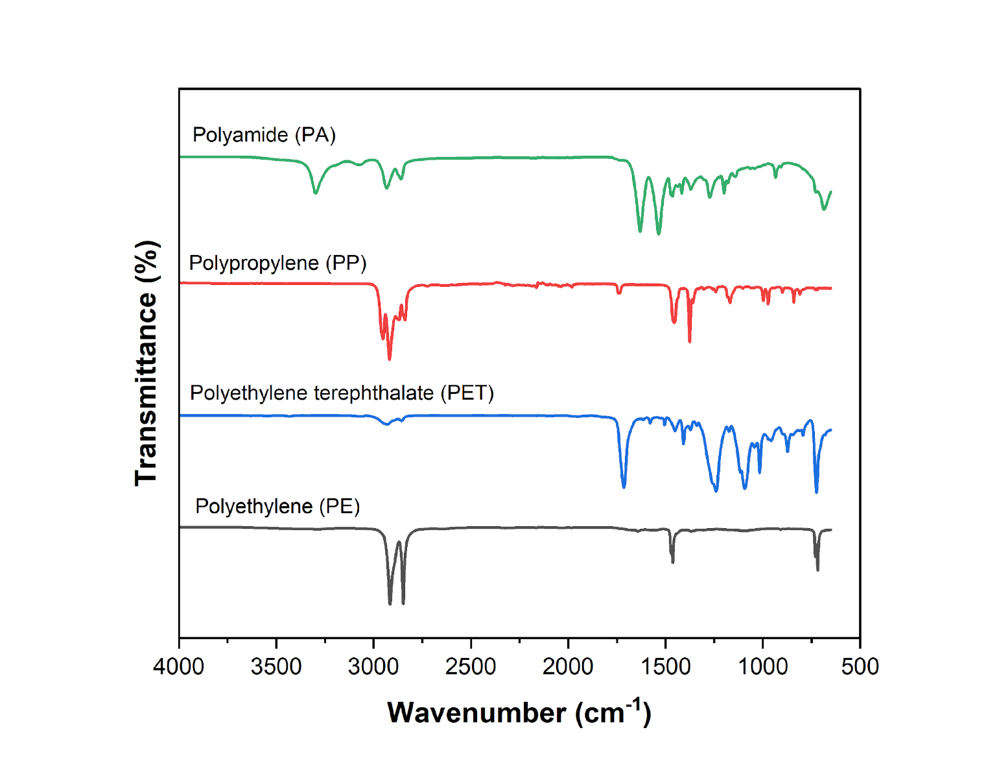 Polyamide (PA)
Polypropylene (PP)
Polyethylene terephthalate (PET)
Polyethylene (PE)
Transmittance (%)
4000 3500 3000 2500 2000 1500 1000 500
Wavenumber (cm-1)